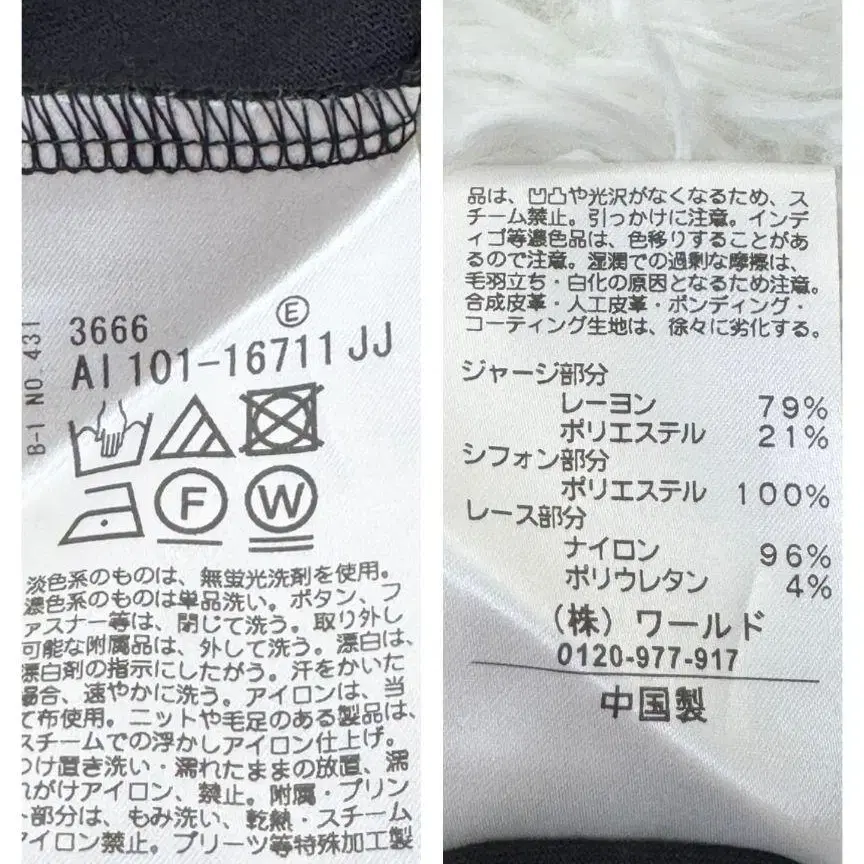 B-1 NO. 431
3666 Ⓔ
AI 101-16711 JJ
F W
淡色系のものは、無蛍光洗剤を使用。
濃色系のものは単品洗い。ボタン、フ
ァスナー等は、閉じて洗う。取り外し
可能な附属品は、外して洗う。漂白は、
漂白剤の指示にしたがう。汗をかいた
場合、速やかに洗う。アイロンは、当
て布使用。ニットや毛足のある製品は、
スチームでの浮かしアイロン仕上げ。
つけ置き洗い・濡れたままの放置、濡
れがけアイロン、禁止。附属・プリン
ト部分は、もみ洗い、乾熱・スチーム
アイロン禁止。プリーツ等特殊加工製
品は、凹凸や光沢がなくなるため、ス
チーム禁止。引っかけに注意。インデ
ィゴ等濃色品は、色移りすることがあ
るので注意。湿潤での過剰な摩擦は、
毛羽立ち・白化の原因となるため注意。
合成皮革・人工皮革・ボンディング・
コーティング生地は、徐々に劣化する。
ジャージ部分
レーヨン 79%
ポリエステル 21%
シフォン部分
ポリエステル 100%
レース部分
ナイロン 96%
ポリウレタン 4%
（株）ワールド
0120-977-917
中国製